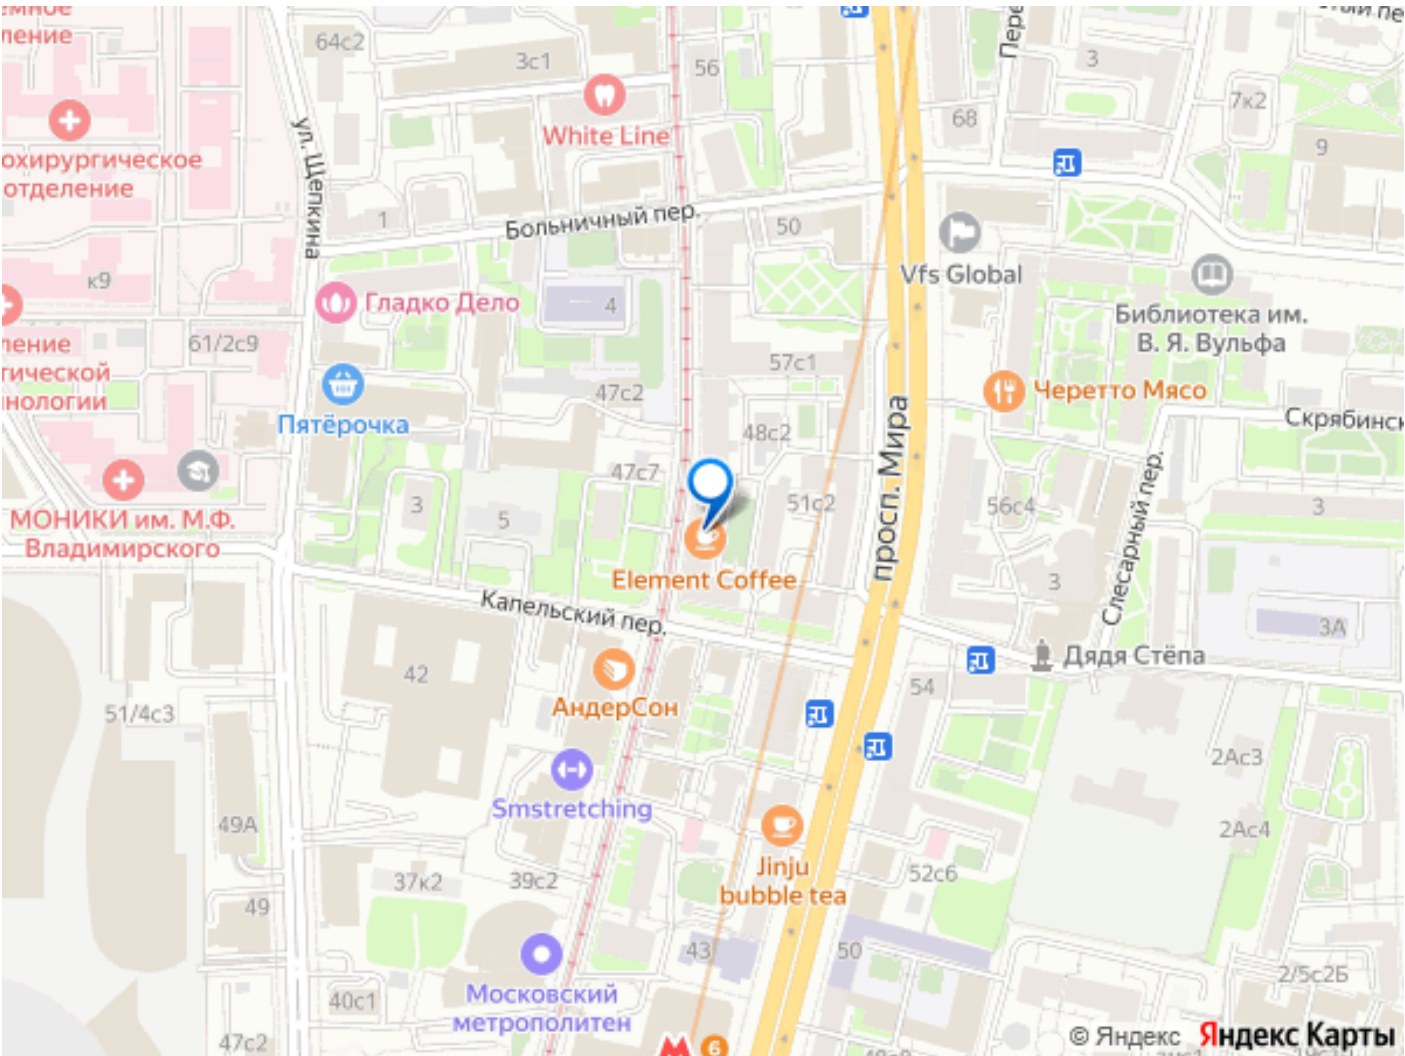 64с2
3с1
56
Пере
3
7к2
68
9
White Line
охирургическое
отделение
ул. Щепкина
1
Больничный пер.
50
Vfs Global
к9
Гладко Дело
4
Библиотека им.
В. Я. Вульфа
61/2с9
57с1
47с2
Пятёрочка
Черетто Мясо
просп. Мира
48с2
Скрябинск
47с7
3
5
51с2
56с4
Слесарный пер.
3
МОНИКИ им. М.Ф.
Владимирского
Element Coffee
Капельский пер.
3
3А
Дядя Стёпа
42
54
АндерСон
51/4с3
2Ас3
Smstretching
49А
2Ас4
Jinju
bubble tea
37к2
39с2
52с6
49
43
50
2/5с2Б
Московский
метрополитен
40с1
47с2
6
© Яндекс Яндекс Карты